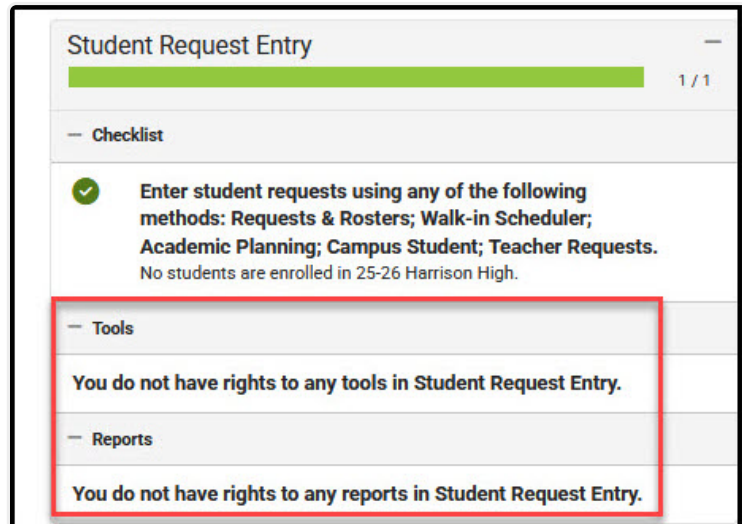 Student Request Entry
1 / 1
Checklist
Enter student requests using any of the following
methods: Requests & Rosters; Walk-in Scheduler;
Academic Planning; Campus Student; Teacher Requests.
No students are enrolled in 25-26 Harrison High.
Tools
You do not have rights to any tools in Student Request Entry.
Reports
You do not have rights to any reports in Student Request Entry.